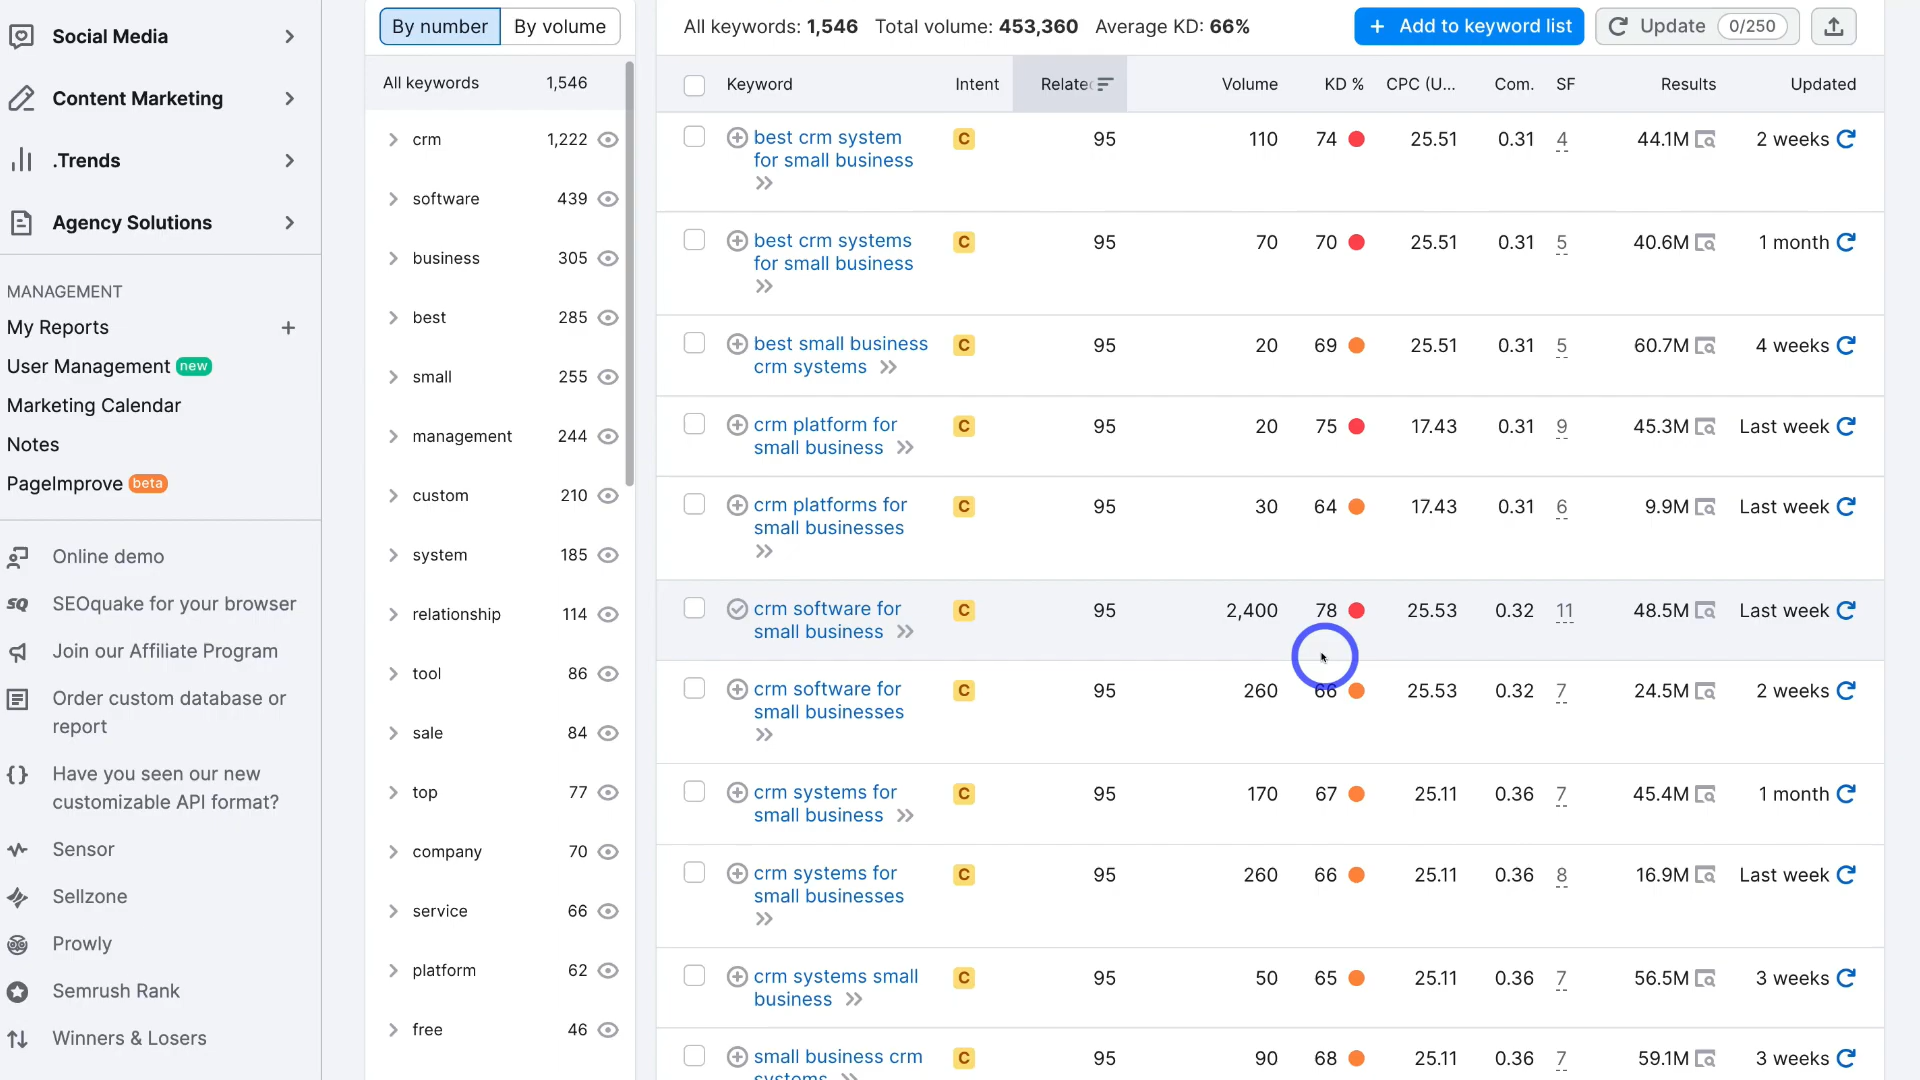 Social Media
Content Marketing
.Trends
Agency Solutions
MANAGEMENT
My Reports +
User Management new
Marketing Calendar
Notes
PageImprove beta
Online demo
SEOquake for your browser
Join our Affiliate Program
Order custom database or
report
Have you seen our new
customizable API format?
Sensor
Sellzone
Prowly
Semrush Rank
Winners & Losers
By number By volume
All keywords 1,546
crm 1,222
software 439
business 305
best 285
small 255
management 244
custom 210
system 185
relationship 114
tool 86
sale 84
top 77
company 70
service 66
platform 62
free 46
All keywords: 1,546 Total volume: 453,360 Average KD: 66%
+ Add to keyword list Update 0/250
Keyword Intent Relate Volume KD % CPC (U... Com. SF Results Updated
best crm system C 95 110 74 25.51 0.31 4 44.1M 2 weeks
for small business
best crm systems C 95 70 70 25.51 0.31 5 40.6M 1 month
for small business
best small business C 95 20 69 25.51 0.31 5 60.7M 4 weeks
crm systems
crm platform for C 95 20 75 17.43 0.31 9 45.3M Last week
small business
crm platforms for C 95 30 64 17.43 0.31 6 9.9M Last week
small businesses
crm software for C 95 2,400 78 25.53 0.32 11 48.5M Last week
small business
crm software for C 95 260 66 25.53 0.32 7 24.5M 2 weeks
small businesses
crm systems for C 95 170 67 25.11 0.36 7 45.4M 1 month
small business
crm systems for C 95 260 66 25.11 0.36 8 16.9M Last week
small businesses
crm systems small C 95 50 65 25.11 0.36 7 56.5M 3 weeks
business
small business crm C 95 90 68 25.11 0.36 7 59.1M 3 weeks
systems